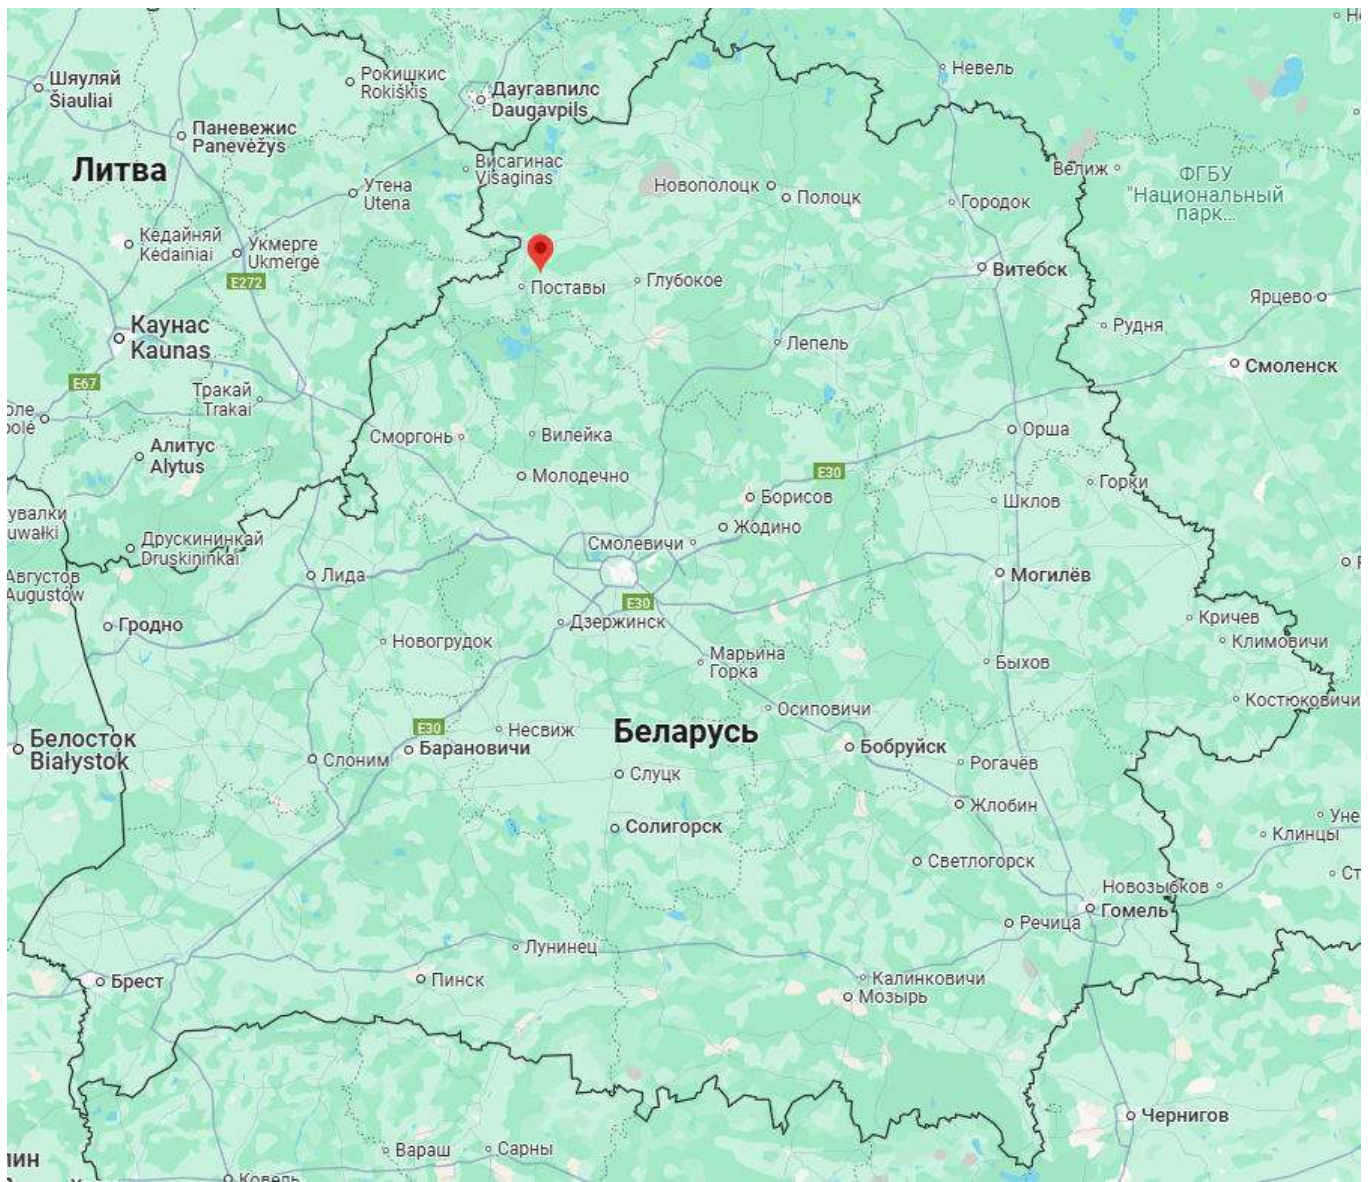 Шяуляй
Šiauliai
Рокишкис
Rokiškis
Даугавпилс
Daugavpils
Невель
Паневежис
Panevėžys
Литва
Висагинас
Visaginas
Утена
Utena
Новополоцк
Полоцк
Велиж
ФГБУ
"Национальный
парк...
Городок
Кедайняй
Kėdainiai
Укмерге
Ukmergė
E272
Поставы
Глубокое
Витебск
Ярцево
Каунас
Kaunas
Лепель
Рудня
Смоленск
E67
Тракай
Trakai
Алитус
Alytus
Сморгонь
Вилейка
Орша
Молодечно
E30
Борисов
Шклов
Горки
Жодино
Смолевичи
Друскининкай
Druskininkai
Августов
Augustów
Лида
Могилёв
E30
Гродно
Дзержинск
Кричев
Новогрудок
Климовичи
Марьина
Горка
Быхов
Костюковичи
Осиповичи
E30
Несвиж
Беларусь
Белосток
Białystok
Барановичи
Бобруйск
Слоним
Слуцк
Рогачёв
Жлобин
Солигорск
Клинцы
Светлогорск
Новозыбков
Гомель
Речица
Лунинец
Брест
Пинск
Калинковичи
Мозырь
Чернигов
Вараш
Сарны
Ковель